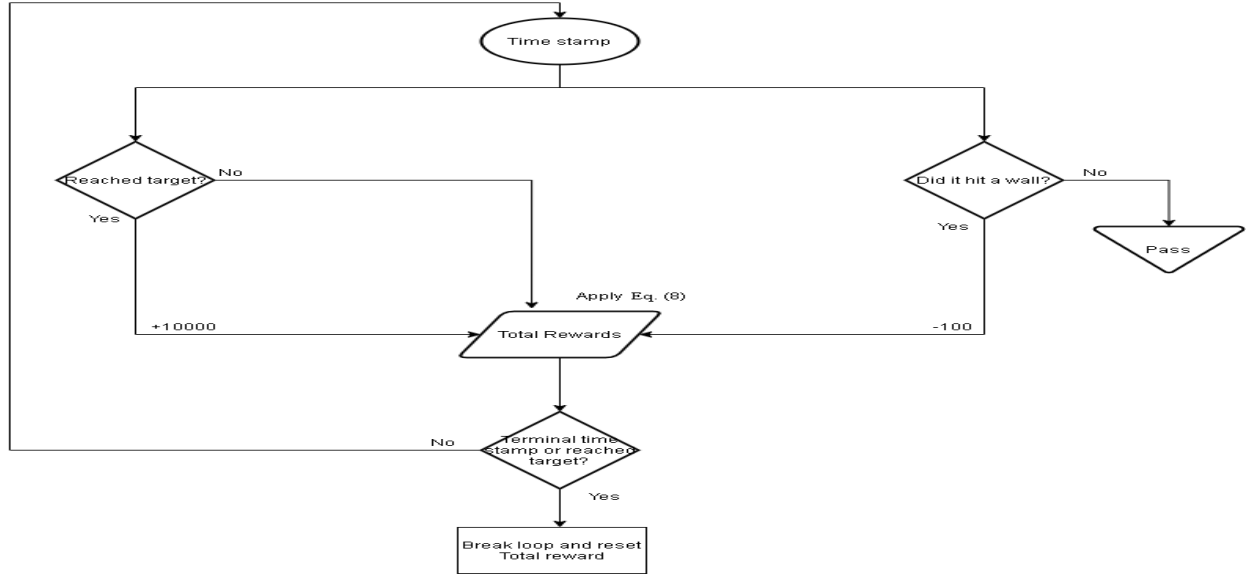 Time stamp
Reached target?
No
Did it hit a wall?
No
Yes
Yes
Pass
Apply Eq. (8)
+10000
Total Rewards
-100
No
Terminal time
stamp or reached
target?
Yes
Break loop and reset
Total reward